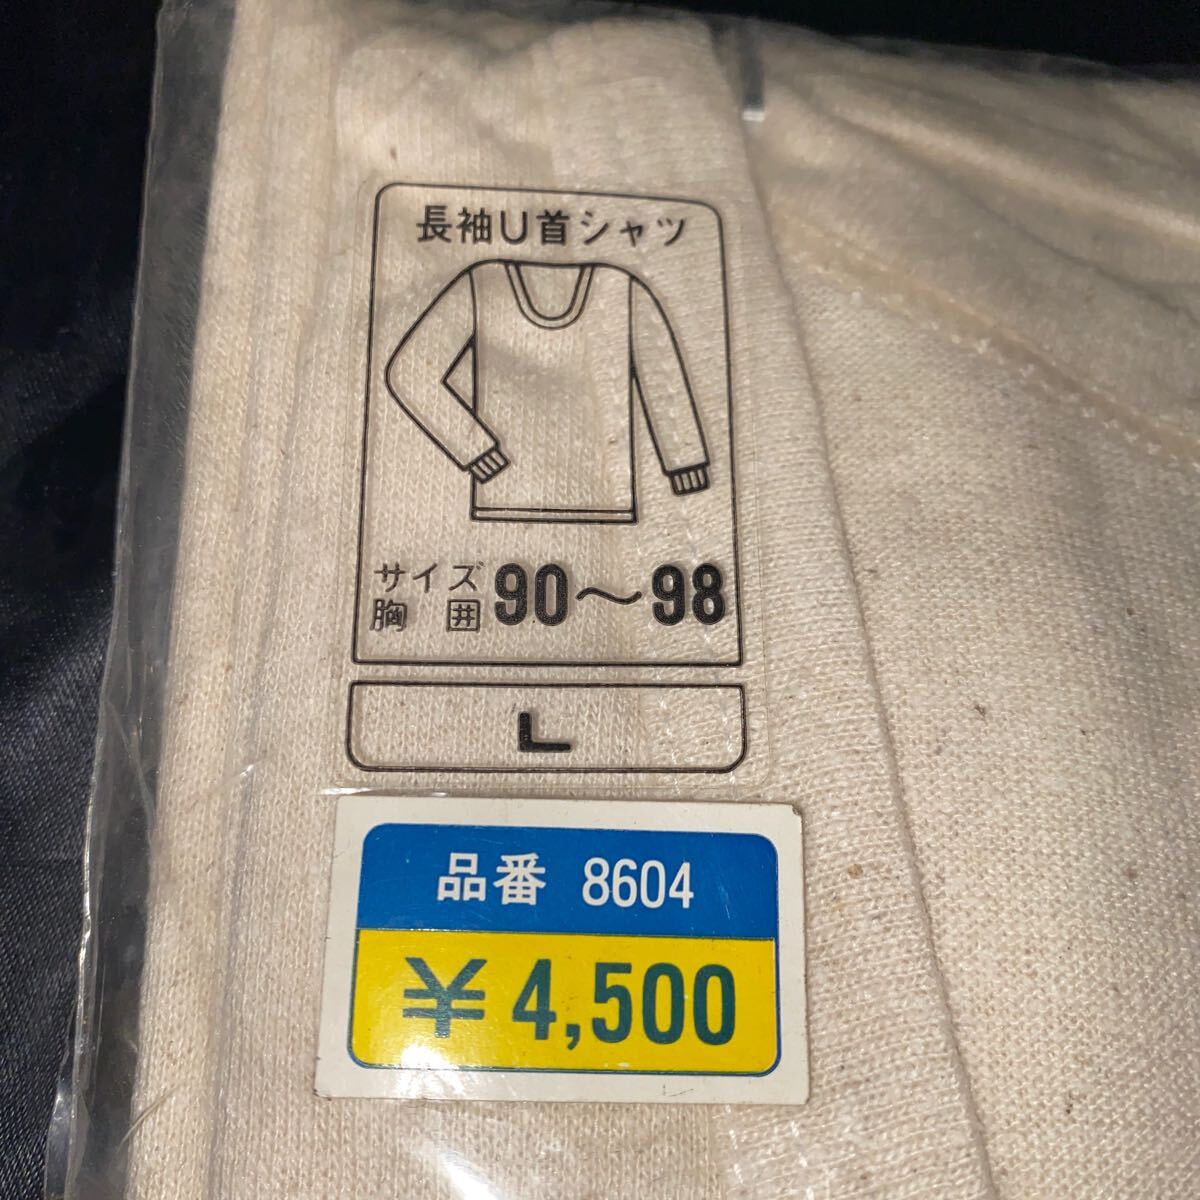 長袖U首シャツ
サイズ
胸囲 90〜98
L
品番 8604
¥4,500